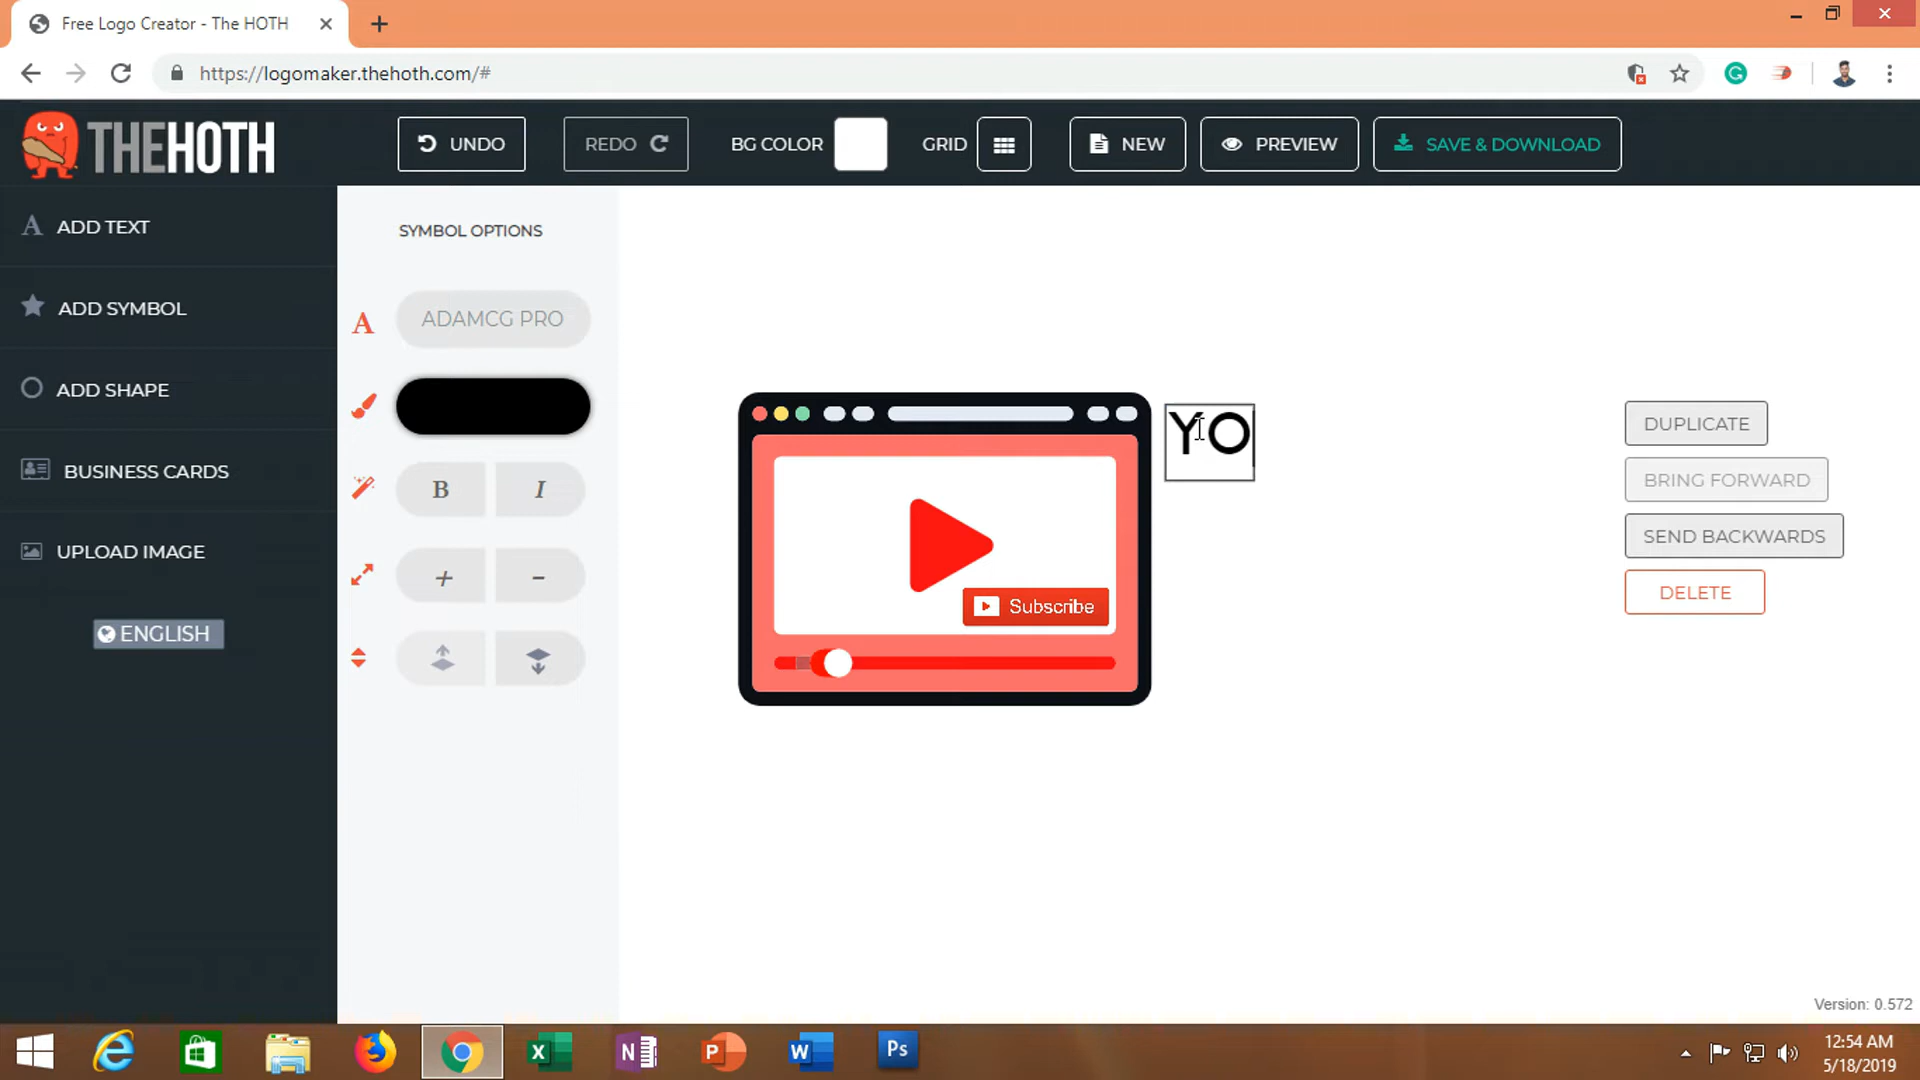 Free Logo Creator - The HOTH
https://logomaker.thehoth.com/#
THEHOTH
UNDO
REDO
BG COLOR
GRID
NEW
PREVIEW
SAVE & DOWNLOAD
A ADD TEXT
ADD SYMBOL
ADD SHAPE
BUSINESS CARDS
UPLOAD IMAGE
ENGLISH
SYMBOL OPTIONS
A ADAMCG PRO
B I
+ -
YO
Subscribe
DUPLICATE
BRING FORWARD
SEND BACKWARDS
DELETE
Version: 0.572
12:54 AM
5/18/2019